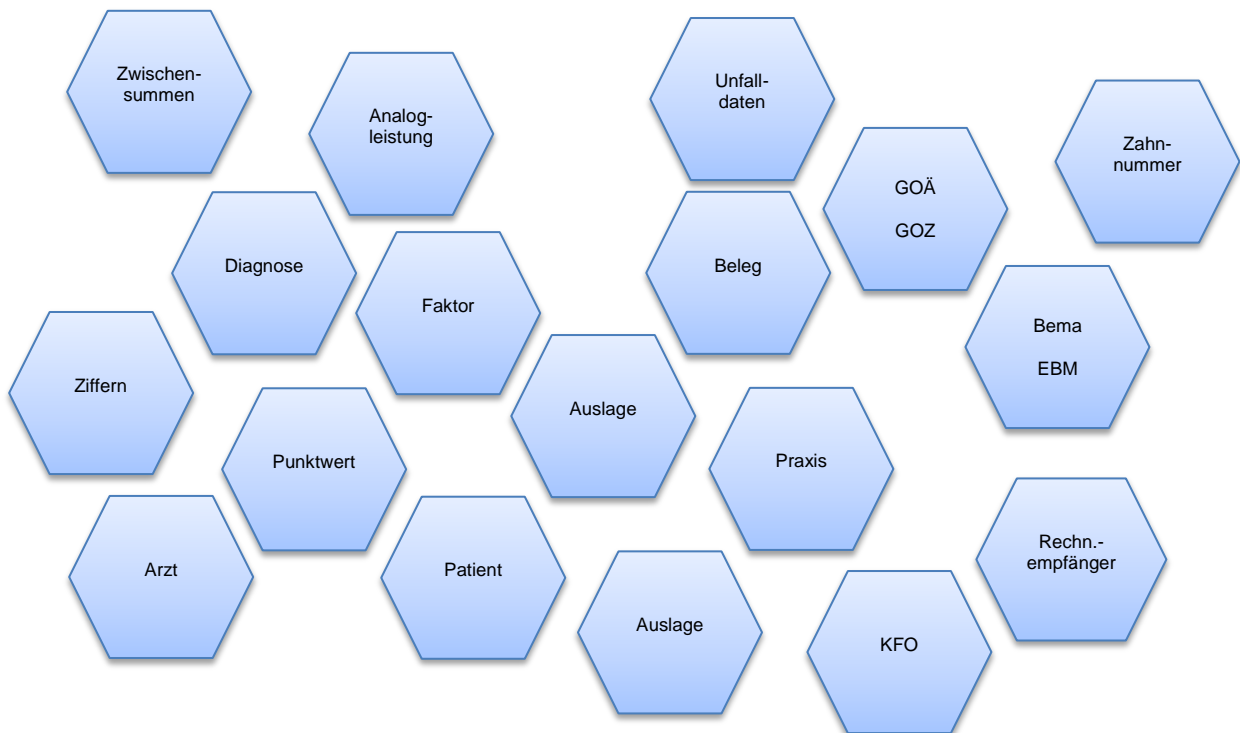 Zwischen-
summen
Analog-
leistung
Unfall-
daten
Zahn-
nummer
GOÄ
GOZ
Diagnose
Faktor
Beleg
Bema
EBM
Ziffern
Auslage
Punktwert
Praxis
Arzt
Patient
Rechn.-
empfänger
Auslage
KFO